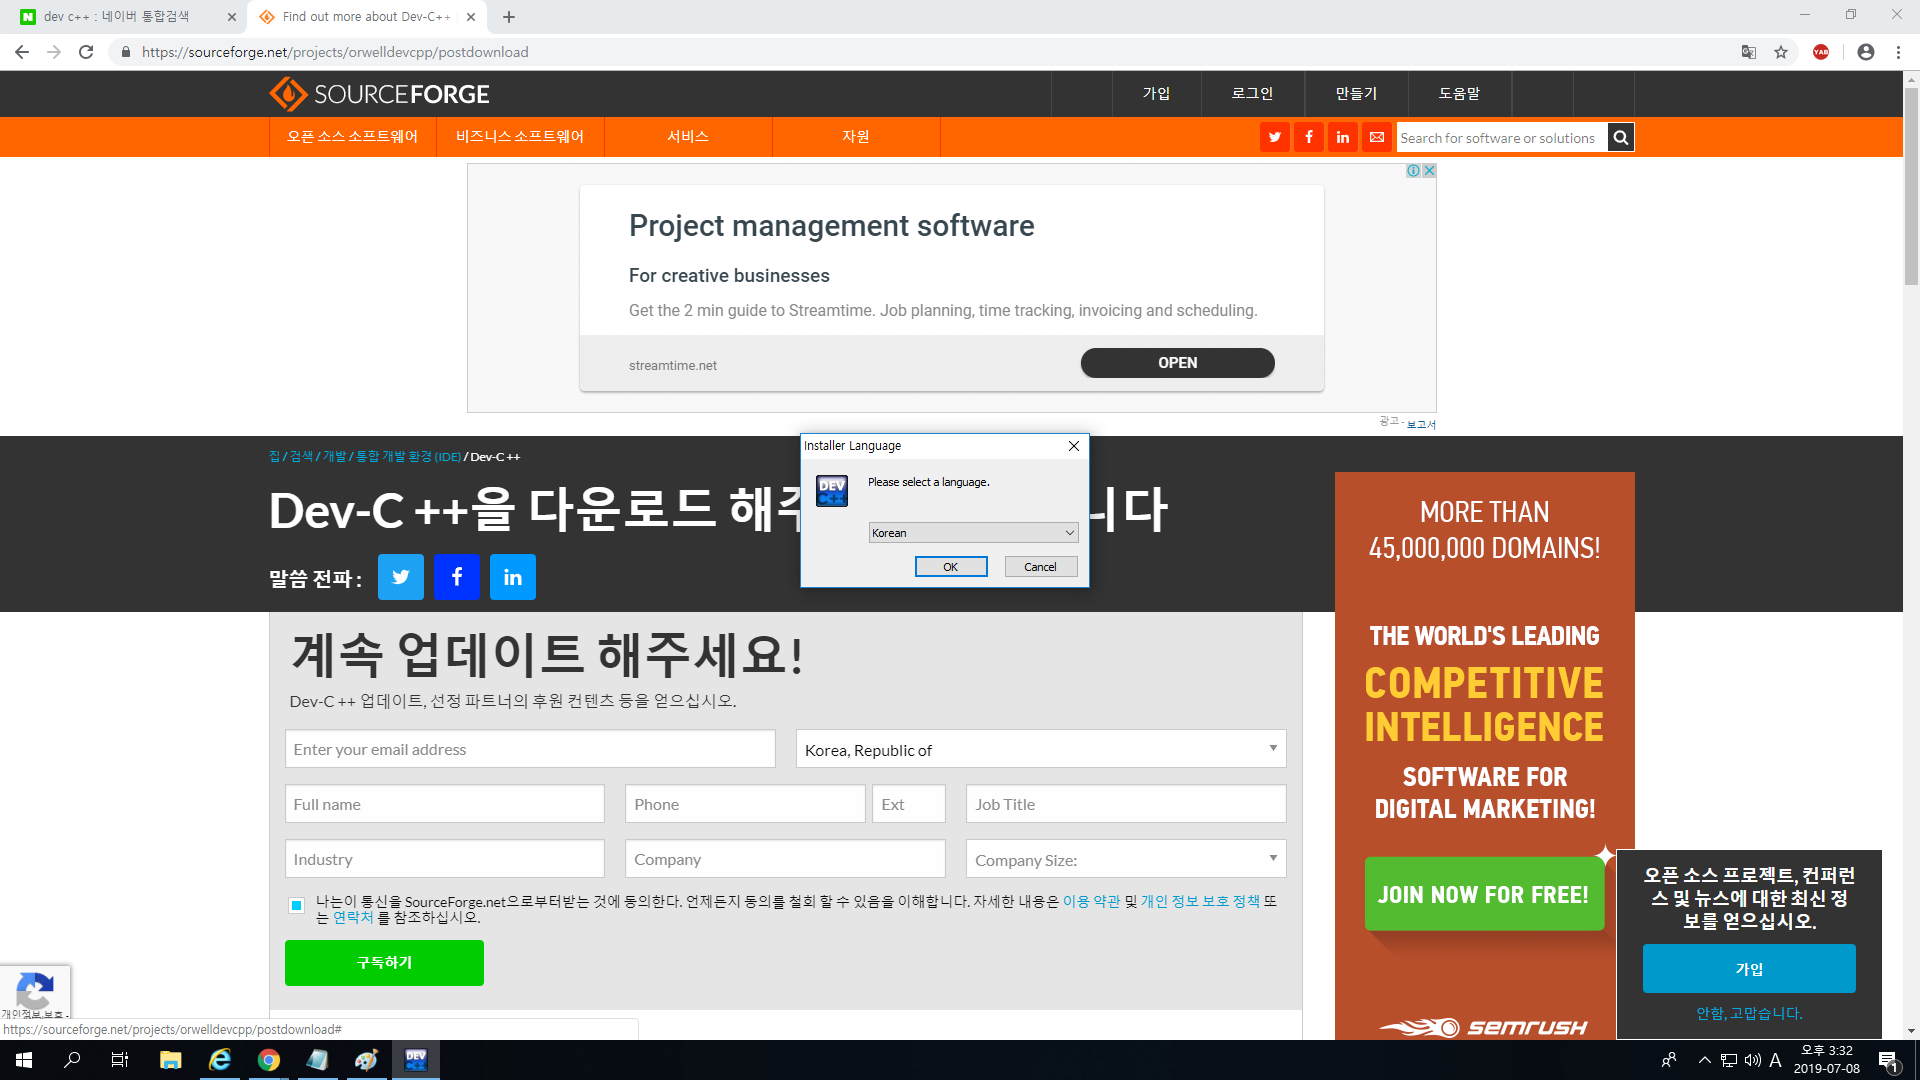 dev c++ : 네이버 통합검색
Find out more about Dev-C++
https://sourceforge.net/projects/orwelldevcpp/postdownload
YAB
SOURCEFORGE
가입
로그인
만들기
도움말
오픈 소스 소프트웨어
비즈니스 소프트웨어
서비스
자원
Search for software or solutions
Project management software
For creative businesses
Get the 2 min guide to Streamtime. Job planning, time tracking, invoicing and scheduling.
streamtime.net
OPEN
광고 - 보고서
집 / 검색 / 개발 / 통합 개발 환경 (IDE) / Dev-C ++
Dev-C ++을 다운로드 해주 니다
말씀 전파 :
Installer Language
DEV C++
Please select a language.
Korean
OK
Cancel
계속 업데이트 해주세요!
Dev-C ++ 업데이트, 선정 파트너의 후원 컨텐츠 등을 얻으십시오.
Enter your email address
Korea, Republic of
Full name
Phone
Ext
Job Title
Industry
Company
Company Size:
나는이 통신을 SourceForge.net으로부터받는 것에 동의한다. 언제든지 동의를 철회 할 수 있음을 이해합니다. 자세한 내용은 이용 약관 및 개인 정보 보호 정책 또
는 연락처 를 참조하십시오.
구독하기
MORE THAN
45,000,000 DOMAINS!
THE WORLD'S LEADING
COMPETITIVE
INTELLIGENCE
SOFTWARE FOR
DIGITAL MARKETING!
JOIN NOW FOR FREE!
SEMRUSH
오픈 소스 프로젝트, 컨퍼런
스 및 뉴스에 대한 최신 정
보를 얻으십시오.
가입
안함, 고맙습니다.
개인정보 보호 -
https://sourceforge.net/projects/orwelldevcpp/postdownload#
DEV C++
A
오후 3:32
2019-07-08
1